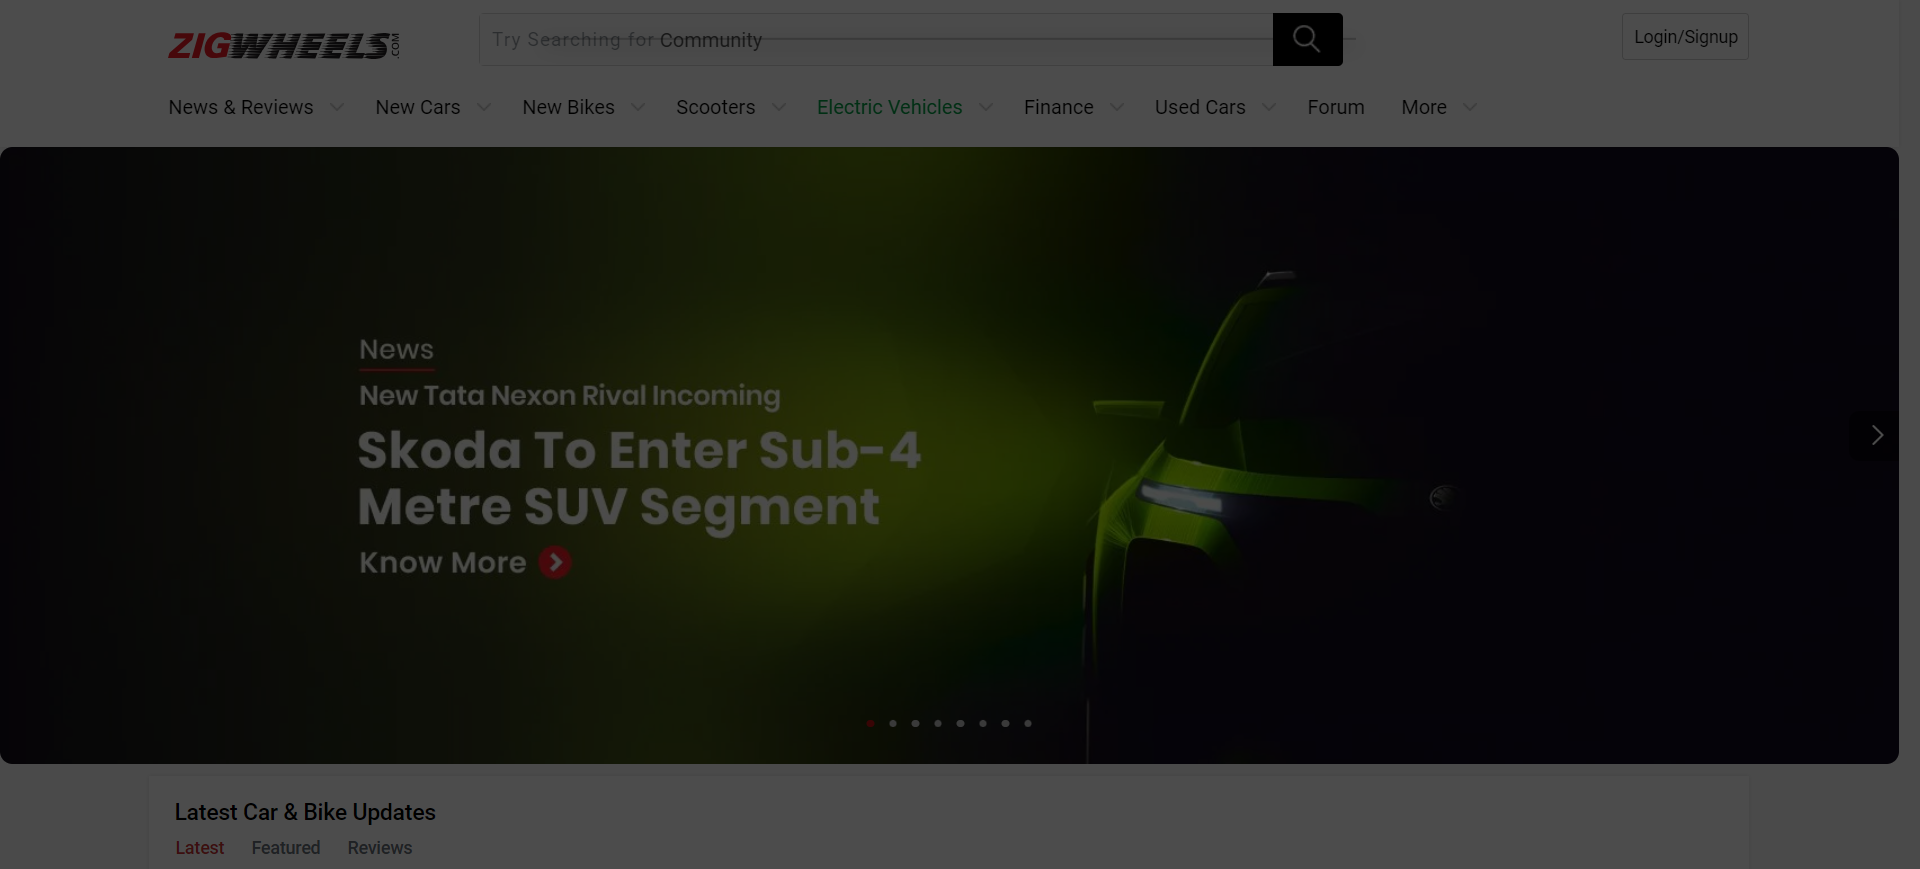 ZIGWHEELS.COM
Try Searching for Community
Login/Signup
News & Reviews New Cars New Bikes Scooters Electric Vehicles Finance Used Cars Forum More
News
New Tata Nexon Rival Incoming
Skoda To Enter Sub-4
Metre SUV Segment
Know More
Latest Car & Bike Updates
Latest Featured Reviews